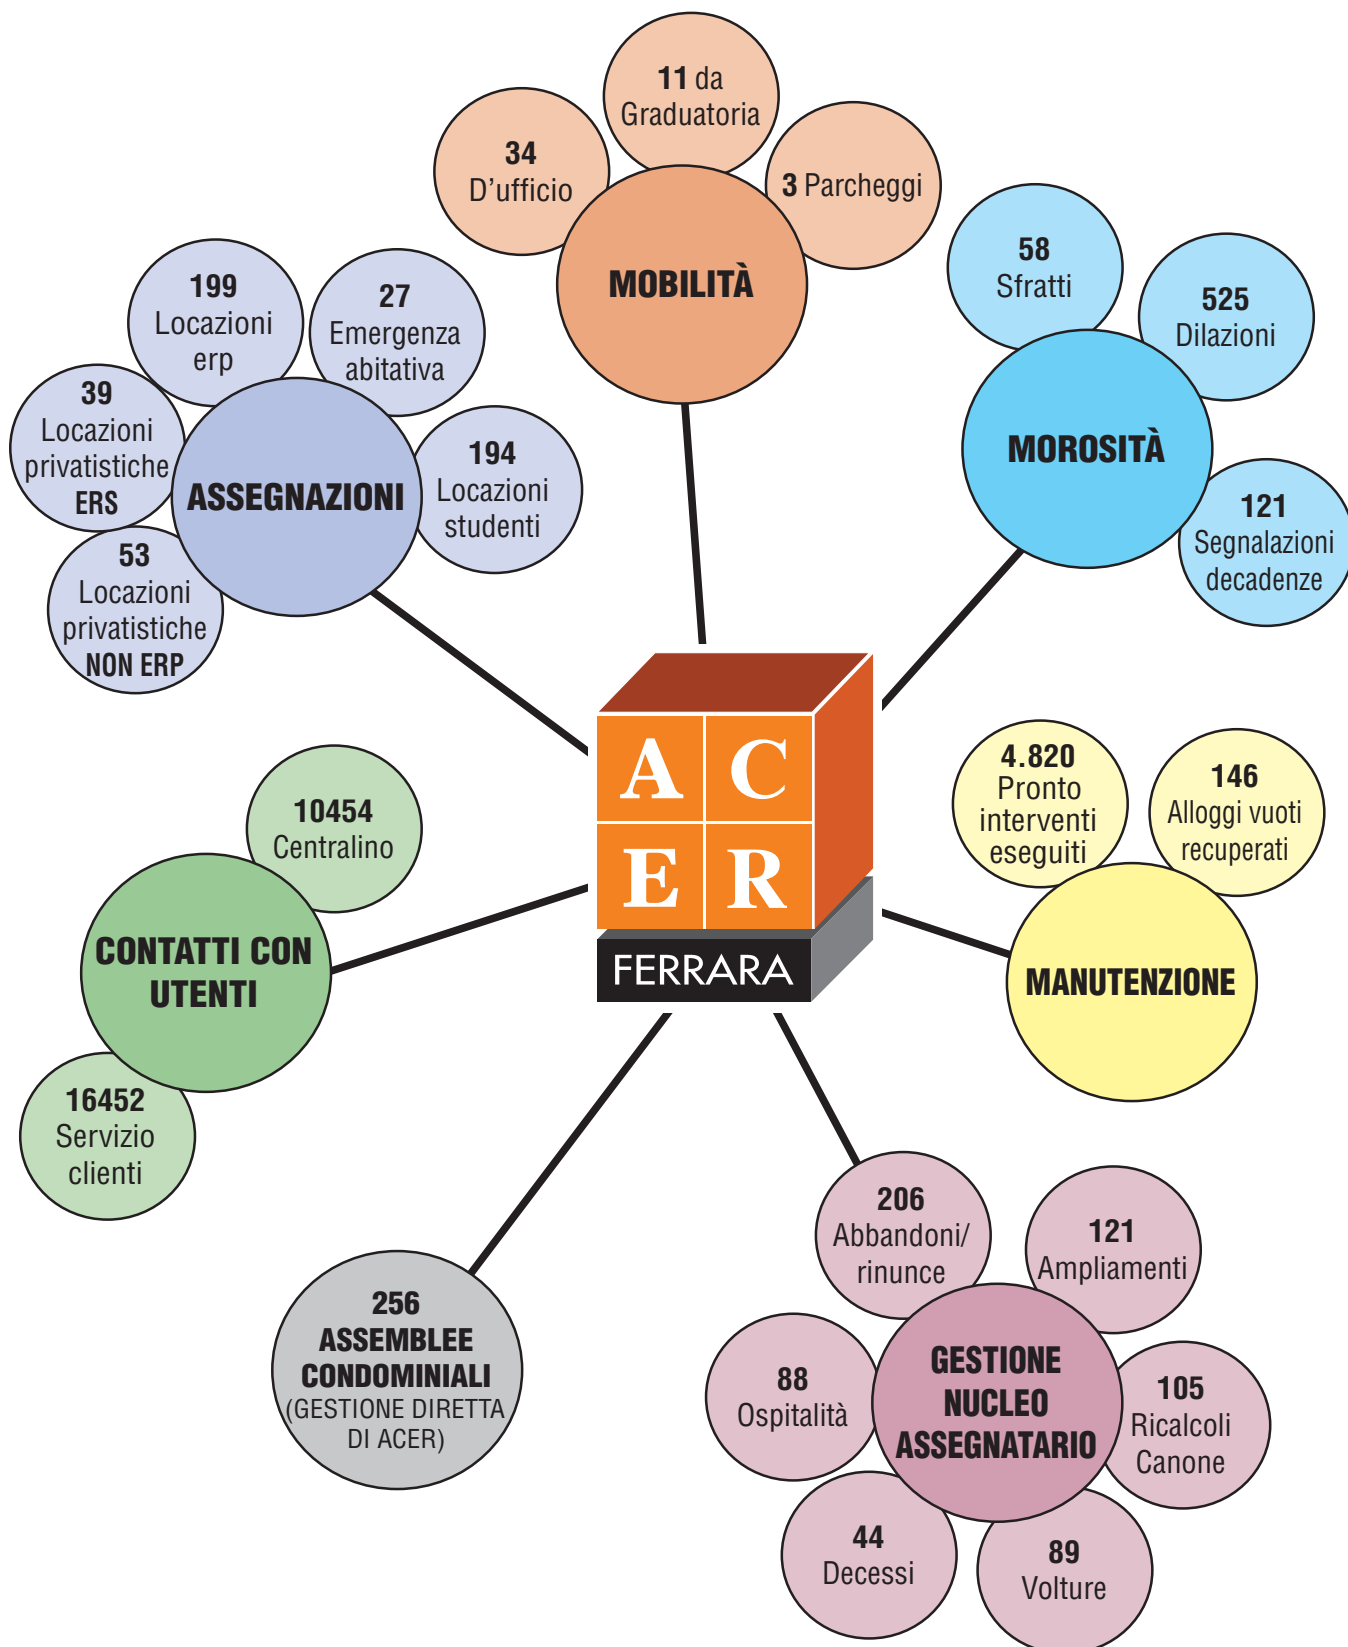 11 da
Graduatoria
34
D'ufficio
3 Parcheggi
MOBILITÀ
58
Sfratti
525
Dilazioni
MOROSITÀ
121
Segnalazioni
decadenze
199
Locazioni
erp
27
Emergenza
abitativa
39
Locazioni
privatistiche
ERS
194
Locazioni
studenti
ASSEGNAZIONI
53
Locazioni
privatistiche
NON ERP
A C
E R
FERRARA
4.820
Pronto
interventi
eseguiti
146
Alloggi vuoti
recuperati
MANUTENZIONE
10454
Centralino
CONTATTI CON
UTENTI
16452
Servizio
clienti
256
ASSEMBLEE
CONDOMINIALI
(GESTIONE DIRETTA
DI ACER)
206
Abbandoni/
rinunce
121
Ampliamenti
88
Ospitalità
GESTIONE
NUCLEO
ASSEGNATARIO
105
Ricalcoli
Canone
44
Decessi
89
Volture